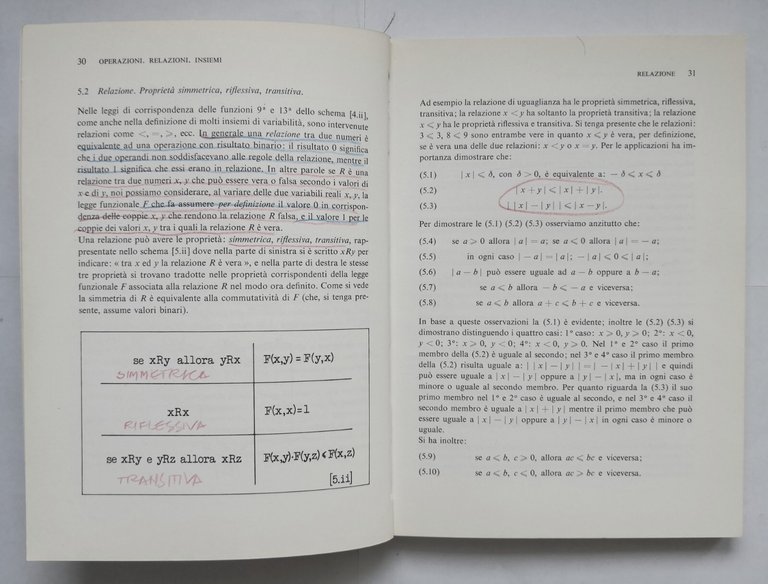 30 OPERAZIONI. RELAZIONI. INSIEMI
5.2 Relazione. Proprietà simmetrica, riflessiva, transitiva.
Nelle leggi di corrispondenza delle funzioni 9ª e 13ª dello schema [4.ii],
come anche nella definizione di molti insiemi di variabilità, sono intervenute
relazioni come <, =, ⩾, ecc. In generale una relazione tra due numeri è
equivalente ad una operazione con risultato binario: il risultato 0 significa
che i due operandi non soddisfacevano alle regole della relazione, mentre il
risultato 1 significa che essi erano in relazione. In altre parole se R è una
relazione tra due numeri x, y che può essere vera o falsa secondo i valori di
x e di y, noi possiamo considerare, al variare delle due variabili reali x, y, la
legge funzionale F che fa assumere per definizione il valore 0 in corrispon-
denza delle coppie x, y che rendono la relazione R falsa, e il valore 1 per le
coppie dei valori x, y tra i quali la relazione R è vera.
Una relazione può avere le proprietà: simmetrica, riflessiva, transitiva, rap-
presentate nello schema [5.ii] dove nella parte di sinistra si è scritto xRy per
indicare: « tra x ed y la relazione R è vera », e nella parte di destra le stesse
tre proprietà si trovano tradotte nelle proprietà corrispondenti della legge
funzionale F associata alla relazione R nel modo ora definito. Come si vede
la simmetria di R è equivalente alla commutatività di F (che, si tenga pre-
sente, assume valori binari).
se xRy allora yRx F(x,y)=F(y,x)
SIMMETRICA
xRx F(x,x)=1
RIFLESSIVA
se xRy e yRz allora xRz F(x,y)·F(y,z)⩽F(x,z)
TRANSITIVA [5.ii]
RELAZIONE 31
Ad esempio la relazione di uguaglianza ha le proprietà simmetrica, riflessiva,
transitiva; la relazione x < y ha soltanto la proprietà transitiva; la relazione
x ⩽ y ha le proprietà riflessiva e transitiva. Si tenga presente che le relazioni:
3 ⩽ 3, 8 ⩽ 9 sono entrambe vere in quanto x ⩽ y è vera, per definizione,
se è vera una delle due relazioni: x < y o x = y. Per le applicazioni ha im-
portanza dimostrare che:
(5.1) | x | ⩽ δ, con δ > 0, è equivalente a: − δ ⩽ x ⩽ δ
(5.2) | x + y | ⩽ | x | + | y |.
(5.3) | | x | − | y | | ⩽ | x − y |.
Per dimostrare le (5.1) (5.2) (5.3) osserviamo anzitutto che:
(5.4) se a > 0 allora | a | = a; se a ⩽ 0 allora | a | = − a;
(5.5) in ogni caso | − a | = | a |; − | a | ⩽ 0 ⩽ | a |;
(5.6) | a − b | può essere uguale ad a − b oppure a b − a;
(5.7) se a ⩽ b allora − b ⩽ − a e viceversa;
(5.8) se a ⩽ b allora a + c ⩽ b + c e viceversa.
In base a queste osservazioni la (5.1) è evidente; inoltre le (5.2) (5.3) si
dimostrano distinguendo i quattro casi: 1° caso: x ⩾ 0, y ⩾ 0; 2°: x < 0,
y < 0; 3°: x ⩾ 0, y < 0; 4°: x < 0, y ⩾ 0. Nel 1° e 2° caso il primo
membro della (5.2) è uguale al secondo; nel 3° e 4° caso il primo membro
della (5.2) risulta uguale a: | | x | − | y | | = | − | x | + | y | | e quindi
può essere uguale a | x | − | y | oppure a | y | − | x |, ma in ogni caso è
minore o uguale al secondo membro. Per quanto riguarda la (5.3) il suo
primo membro nel 1° e 2° caso è uguale al secondo, e nel 3° e 4° caso il
secondo membro è uguale a | x | + | y | mentre il primo membro che può
essere uguale a | x | − | y | oppure a | y | − | x | in ogni caso è minore o
uguale.
Si ha inoltre:
(5.9) se a ⩽ b, c ⩾ 0, allora ac ⩽ bc e viceversa;
(5.10) se a ⩽ b, c ⩽ 0, allora ac ⩾ bc e viceversa.